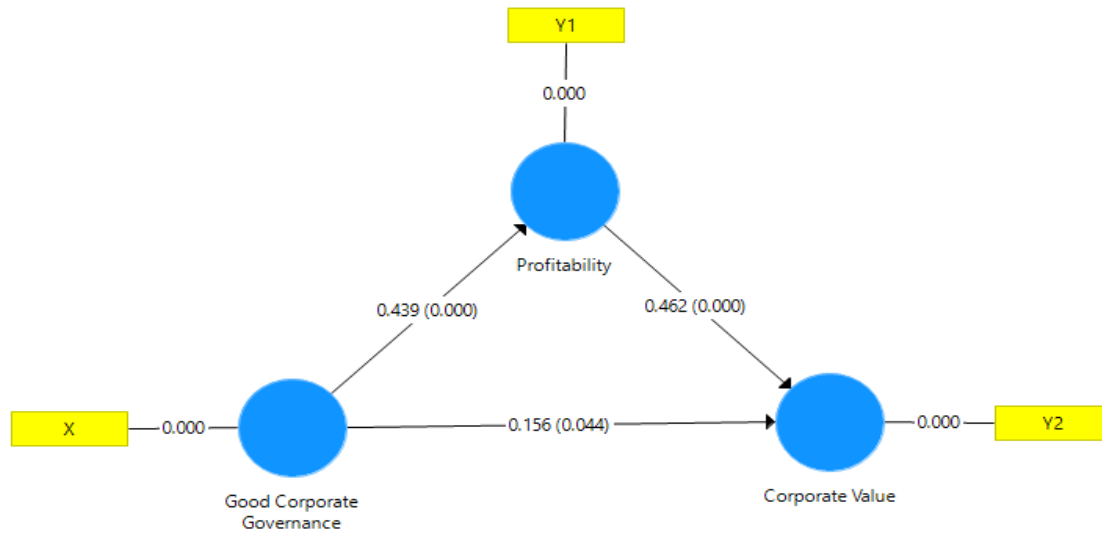 Y1
0.000
Profitability
0.439 (0.000)
0.462 (0.000)
X
0.000
0.156 (0.044)
0.000
Y2
Good Corporate
Governance
Corporate Value